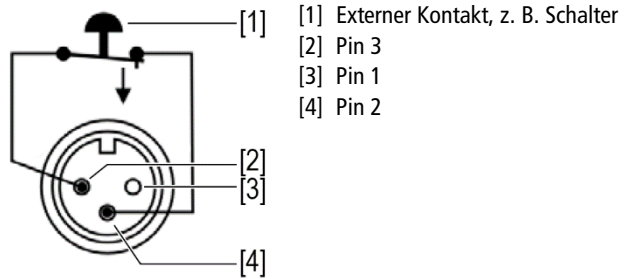 [1]
[2]
[3]
[4]
[1] Externer Kontakt, z. B. Schalter
[2] Pin 3
[3] Pin 1
[4] Pin 2